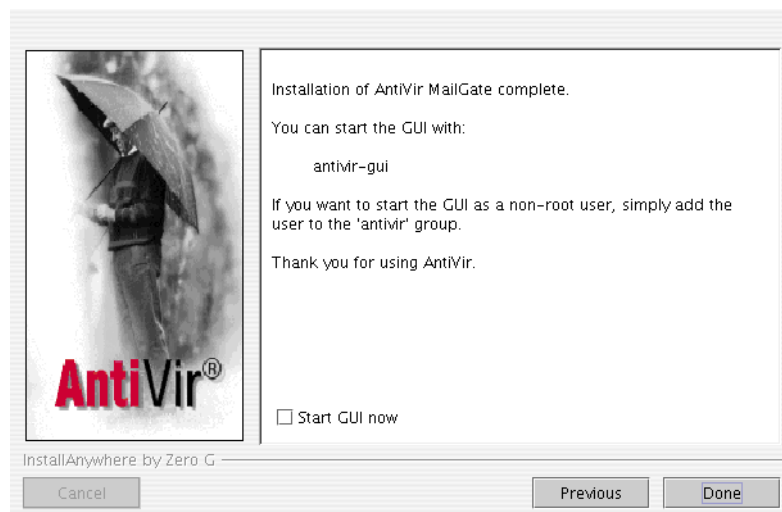 Installation of AntiVir MailGate complete.
You can start the GUI with:
antivir-gui
If you want to start the GUI as a non-root user, simply add the
user to the 'antivir' group.
Thank you for using AntiVir.
AntiVir®
Start GUI now
InstallAnywhere by Zero G
Cancel
Previous
Done